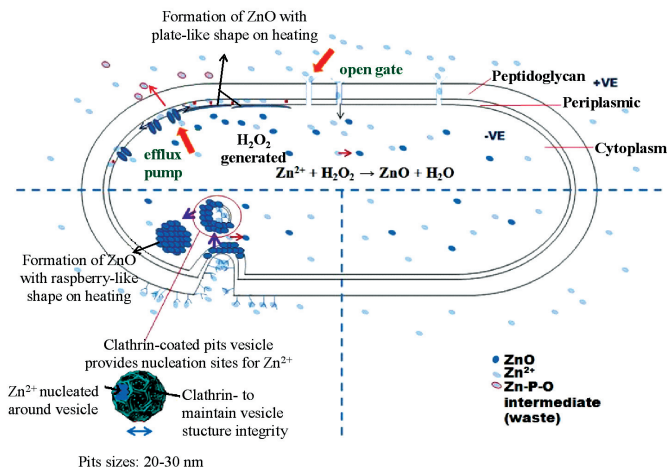 Formation of ZnO with
plate-like shape on heating
open gate
Peptidoglycan
+VE
Periplasmic
-VE
Cytoplasm
H₂O₂
generated
efflux
pump
Zn²⁺ + H₂O₂ → ZnO + H₂O
Formation of ZnO
with raspberry-like
shape on heating
Clathrin-coated pits vesicle
provides nucleation sites for Zn²⁺
Zn²⁺ nucleated
around vesicle
Clathrin- to
maintain vesicle
stucture integrity
Pits sizes: 20-30 nm
ZnO
Zn²⁺
Zn-P-O
intermediate
(waste)